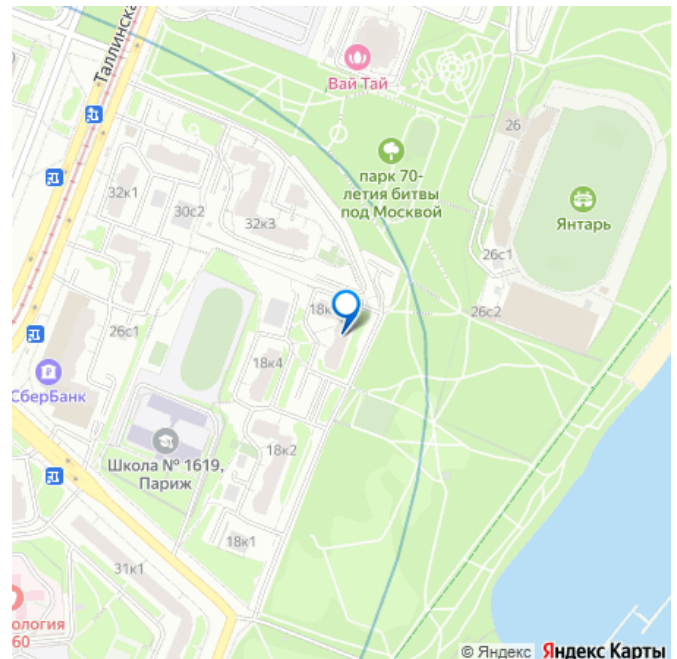 Таллинска
Вай Тай
26
парк 70-
летия битвы
под Москвой
Янтарь
32к1
30с2
32к3
26с1
18к
26с2
26с1
18к4
СберБанк
Школа № 1619,
Париж
18к2
18к1
31к1
ология
60
© Яндекс Яндекс Карты